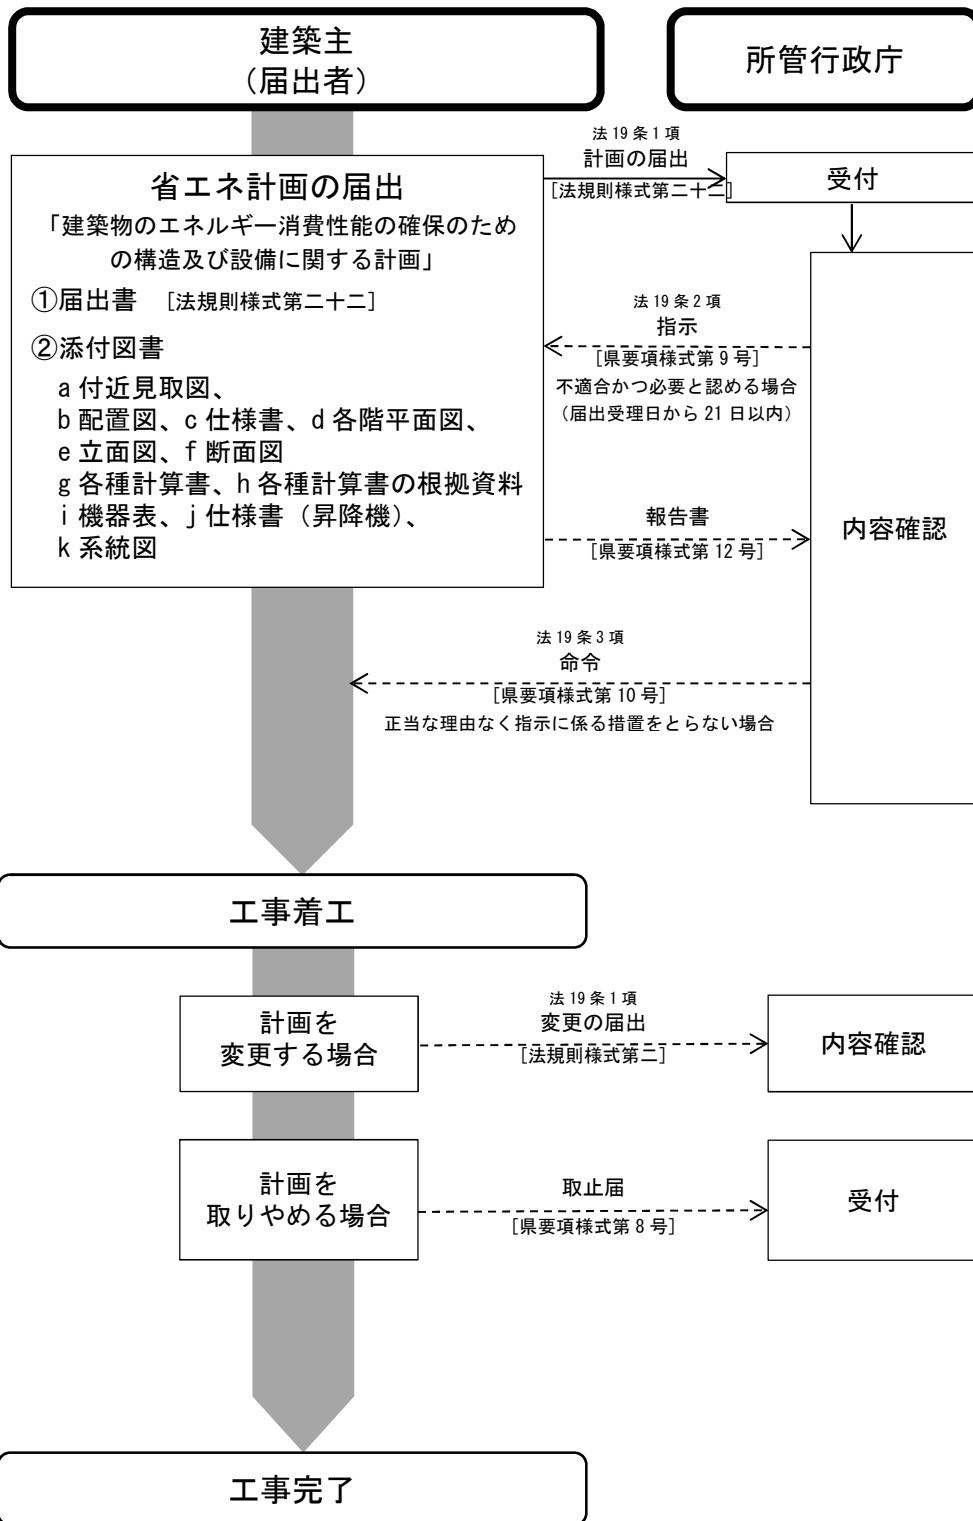 建築主
（届出者）
所管行政庁
法 19 条 1 項
計画の届出
[法規則様式第二十二]
受付
省エネ計画の届出
「建築物のエネルギー消費性能の確保のため
の構造及び設備に関する計画」
①届出書　[法規則様式第二十二]
②添付図書
a 付近見取図、
b 配置図、c 仕様書、d 各階平面図、
e 立面図、f 断面図
g 各種計算書、h 各種計算書の根拠資料
i 機器表、j 仕様書（昇降機）、
k 系統図
法 19 条 2 項
指示
[県要項様式第 9 号]
不適合かつ必要と認める場合
（届出受理日から 21 日以内）
報告書
[県要項様式第 12 号]
内容確認
法 19 条 3 項
命令
[県要項様式第 10 号]
正当な理由なく指示に係る措置をとらない場合
工事着工
計画を
変更する場合
法 19 条 1 項
変更の届出
[法規則様式第二]
内容確認
計画を
取りやめる場合
取止届
[県要項様式第 8 号]
受付
工事完了